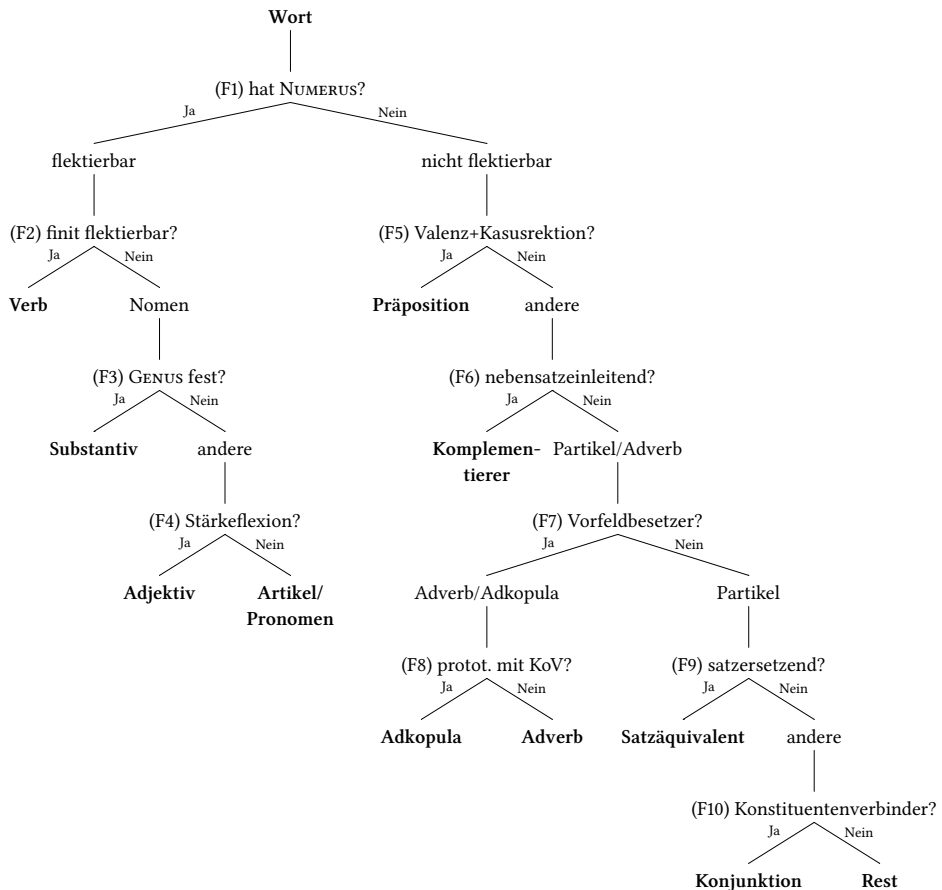 Wort
(F1) hat NUMERUS?
Ja
Nein
flektierbar
nicht flektierbar
(F2) finit flektierbar?
(F5) Valenz+Kasusrektion?
Ja
Nein
Ja
Nein
Verb
Nomen
Präposition
andere
(F3) GENUS fest?
(F6) nebensatzeinleitend?
Ja
Nein
Ja
Nein
Substantiv
andere
Komplemen-
tierer
Partikel/Adverb
(F4) Stärkeflexion?
(F7) Vorfeldbesetzer?
Ja
Nein
Ja
Nein
Adjektiv
Artikel/
Pronomen
Adverb/Adkopula
Partikel
(F8) protot. mit KoV?
(F9) satzersetzend?
Ja
Nein
Ja
Nein
Adkopula
Adverb
Satzäquivalent
andere
(F10) Konstituentenverbinder?
Ja
Nein
Konjunktion
Rest